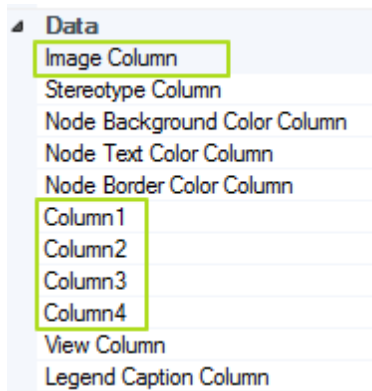 Data
Image Column
Stereotype Column
Node Background Color Column
Node Text Color Column
Node Border Color Column
Column1
Column2
Column3
Column4
View Column
Legend Caption Column